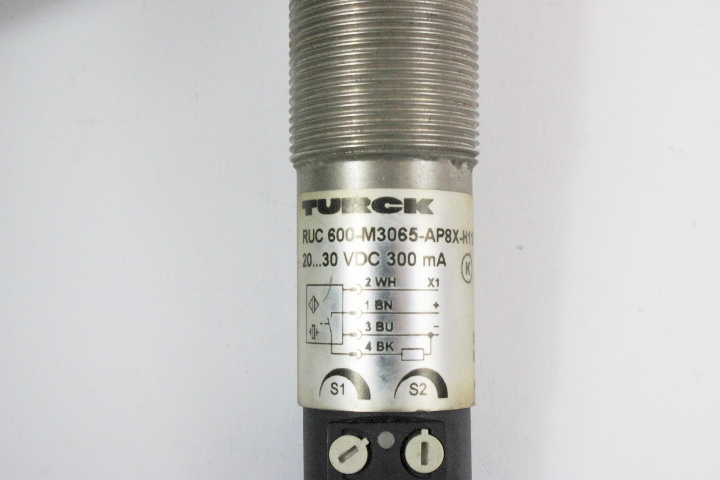 TURCK
RUC 600-M3065-AP8X-H11
20...30 VDC 300 mA
K
2 WH X1
1 BN +
3 BU -
4 BK
S1 S2